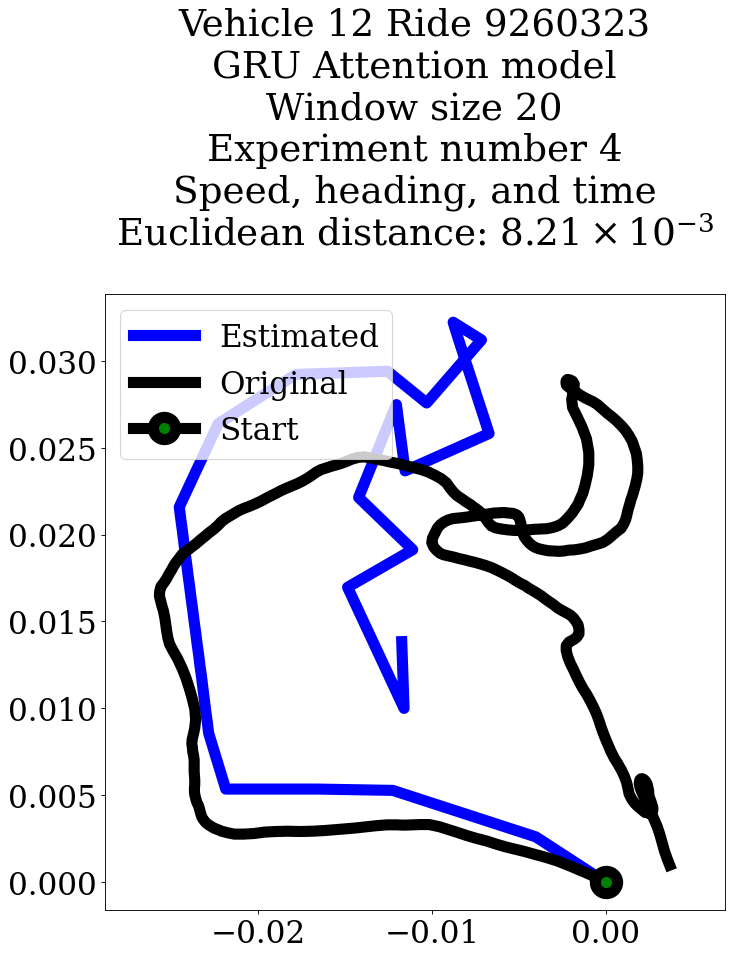 Vehicle 12 Ride 9260323
GRU Attention model
Window size 20
Experiment number 4
Speed, heading, and time
Euclidean distance: 8.21 × 10⁻³
Estimated
Original
Start
0.030
0.025
0.020
0.015
0.010
0.005
0.000
−0.02 −0.01 0.00